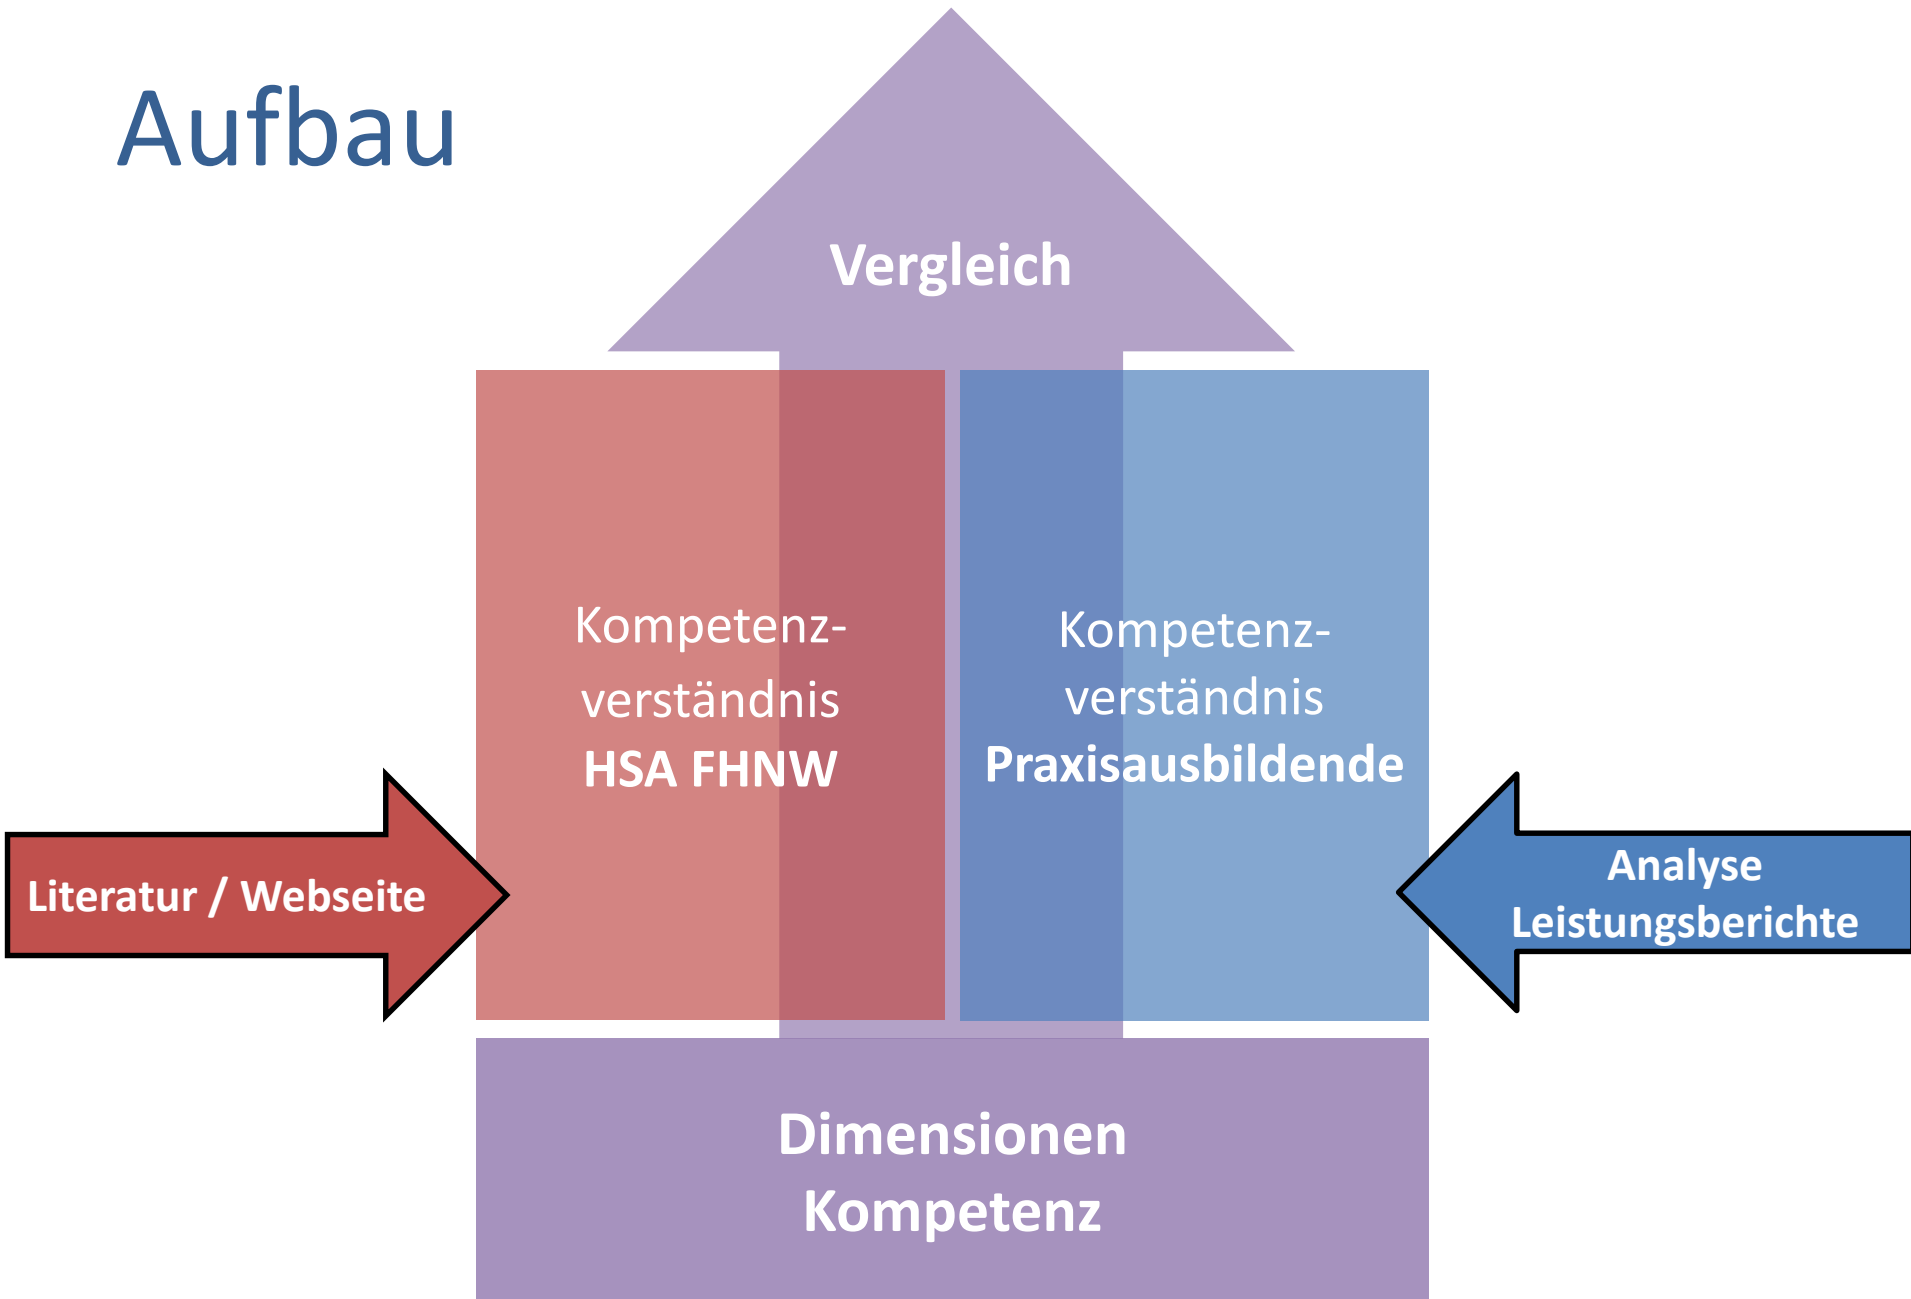 Aufbau
Vergleich
Kompetenz-
verständnis
HSA FHNW
Kompetenz-
verständnis
Praxisausbildende
Literatur / Webseite
Analyse
Leistungsberichte
Dimensionen
Kompetenz